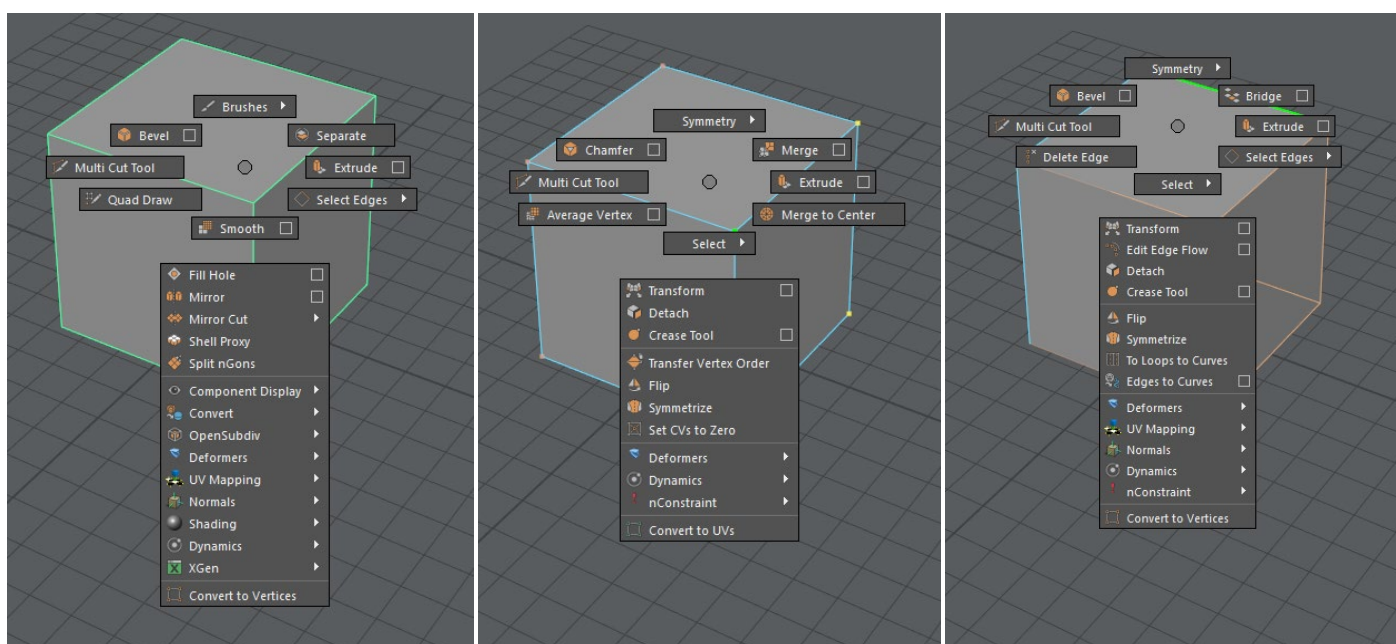 Brushes
Bevel
Separate
Multi Cut Tool
Extrude
Quad Draw
Select Edges
Smooth
Fill Hole
Mirror
Mirror Cut
Shell Proxy
Split nGons
Component Display
Convert
OpenSubdiv
Deformers
UV Mapping
Normals
Shading
Dynamics
XGen
Convert to Vertices
Symmetry
Chamfer
Merge
Multi Cut Tool
Extrude
Average Vertex
Merge to Center
Select
Transform
Detach
Crease Tool
Transfer Vertex Order
Flip
Symmetrize
Set CVs to Zero
Deformers
Dynamics
nConstraint
Convert to UVs
Symmetry
Bevel
Bridge
Multi Cut Tool
Extrude
Delete Edge
Select Edges
Select
Transform
Edit Edge Flow
Detach
Crease Tool
Flip
Symmetrize
To Loops to Curves
Edges to Curves
Deformers
UV Mapping
Normals
Dynamics
nConstraint
Convert to Vertices